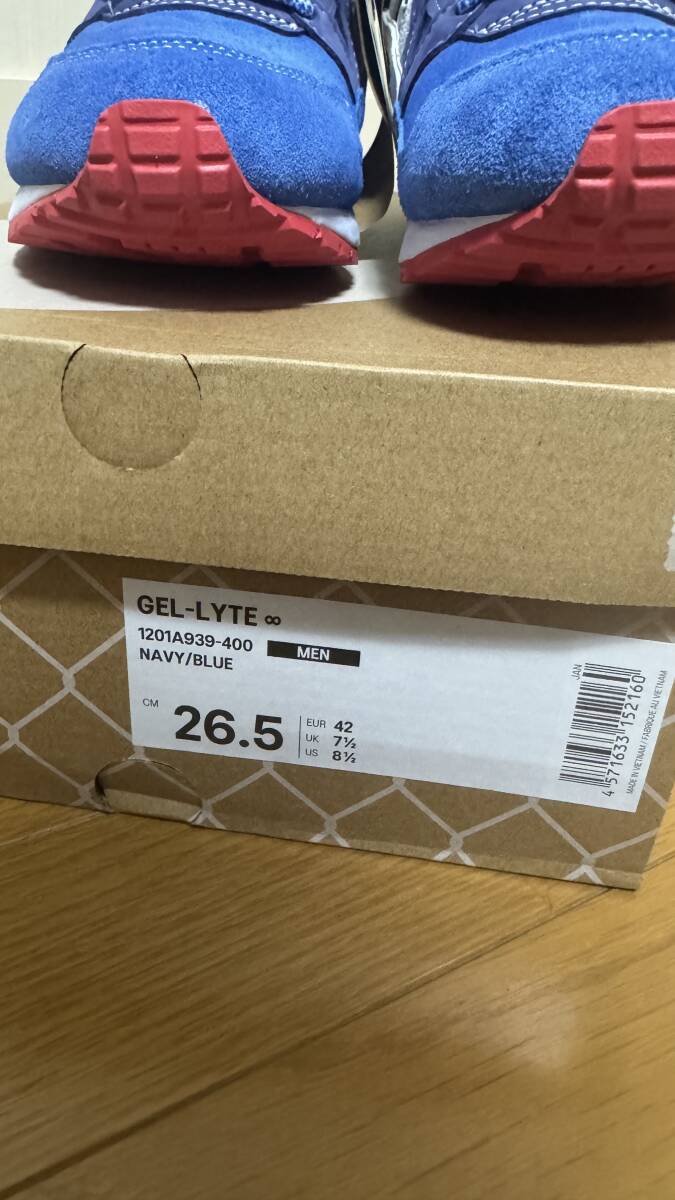 GEL-LYTE ∞
1201A939-400
NAVY/BLUE
MEN
CM
26.5
EUR 42
UK 7½
US 8½
JAN
4 571633 152160
MADE IN VIETNAM / FABRIQUE AU VIETNAM